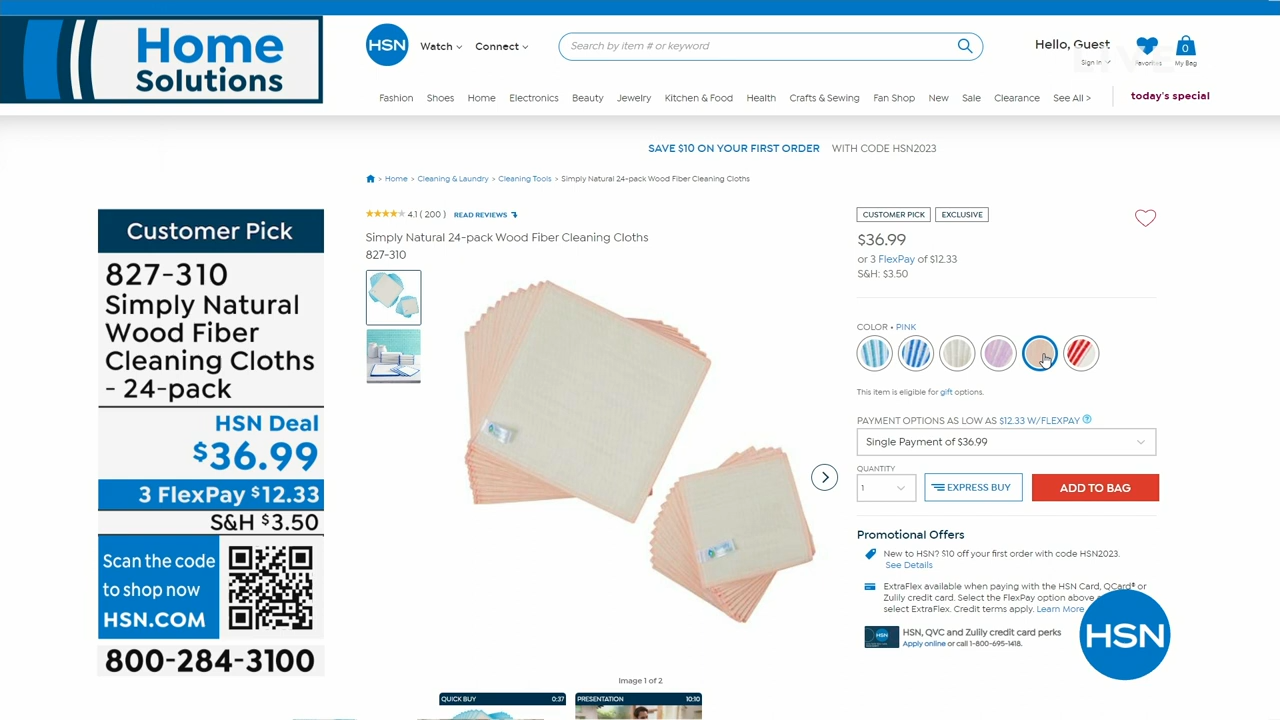 Home
Solutions
HSN
Watch
Connect
Search by item # or keyword
Hello, Guest
Sign In
Favorites
0
My Bag
Fashion
Shoes
Home
Electronics
Beauty
Jewelry
Kitchen & Food
Health
Crafts & Sewing
Fan Shop
New
Sale
Clearance
See All >
today's special
SAVE $10 ON YOUR FIRST ORDER WITH CODE HSN2023
> Home > Cleaning & Laundry > Cleaning Tools > Simply Natural 24-pack Wood Fiber Cleaning Cloths
Customer Pick
827-310
Simply Natural
Wood Fiber
Cleaning Cloths
- 24-pack
HSN Deal
$36.99
3 FlexPay $12.33
S&H $3.50
Scan the code
to shop now
HSN.COM
800-284-3100
4.1 ( 200 ) READ REVIEWS
Simply Natural 24-pack Wood Fiber Cleaning Cloths
827-310
Image 1 of 2
QUICK BUY 0:37
PRESENTATION 10:10
CUSTOMER PICK
EXCLUSIVE
$36.99
or 3 FlexPay of $12.33
S&H: $3.50
COLOR • PINK
This item is eligible for gift options.
PAYMENT OPTIONS AS LOW AS $12.33 W/FLEXPAY
Single Payment of $36.99
QUANTITY
1
EXPRESS BUY
ADD TO BAG
Promotional Offers
New to HSN? $10 off your first order with code HSN2023.
See Details
ExtraFlex available when paying with the HSN Card, QCard® or
Zulily credit card. Select the FlexPay option above
select ExtraFlex. Credit terms apply. Learn More
HSN
HSN, QVC and Zulily credit card perks
Apply online or call 1-800-695-1418.
HSN